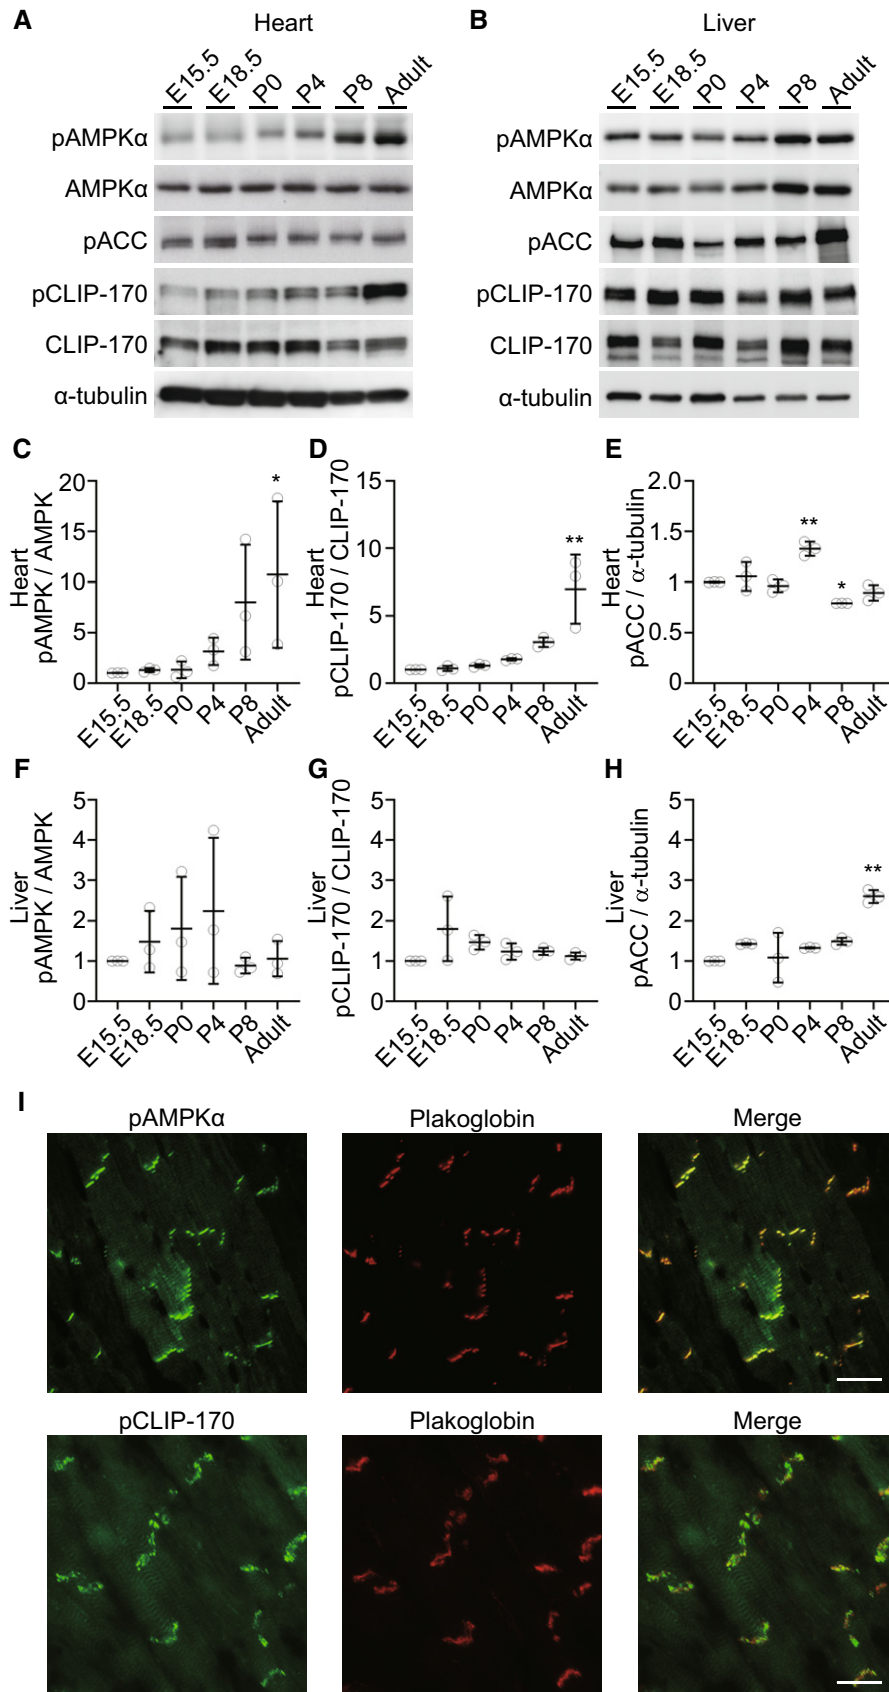 A Heart
E15.5 E18.5 P0 P4 P8 Adult
pAMPKα
AMPKα
pACC
pCLIP-170
CLIP-170
α-tubulin
B Liver
E15.5 E18.5 P0 P4 P8 Adult
pAMPKα
AMPKα
pACC
pCLIP-170
CLIP-170
α-tubulin
C
Heart
pAMPK / AMPK
20
15
10
5
0
*
E15.5 E18.5 P0 P4 P8 Adult
D
Heart
pCLIP-170 / CLIP-170
15
10
5
0
**
E15.5 E18.5 P0 P4 P8 Adult
E
Heart
pACC / α-tubulin
2.0
1.5
1
0.5
0
**
*
E15.5 E18.5 P0 P4 P8 Adult
F
Liver
pAMPK / AMPK
5
4
3
2
1
0
E15.5 E18.5 P0 P4 P8 Adult
G
Liver
pCLIP-170 / CLIP-170
5
4
3
2
1
0
E15.5 E18.5 P0 P4 P8 Adult
H
Liver
pACC / α-tubulin
5
4
3
2
1
0
**
E15.5 E18.5 P0 P4 P8 Adult
I
pAMPKα Plakoglobin Merge
pCLIP-170 Plakoglobin Merge